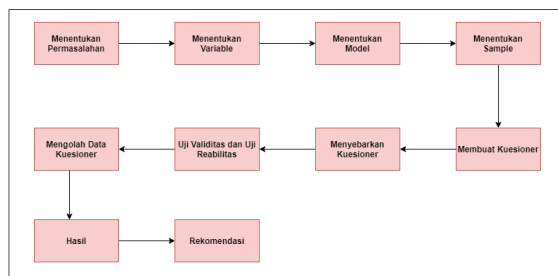 Menentukan
Permasalahan
Menentukan
Variable
Menentukan
Model
Menentukan
Sample
Membuat Kuesioner
Menyebarkan
Kuesioner
Uji Validitas dan Uji
Reabilitas
Mengolah Data
Kuesioner
Hasil
Rekomendasi